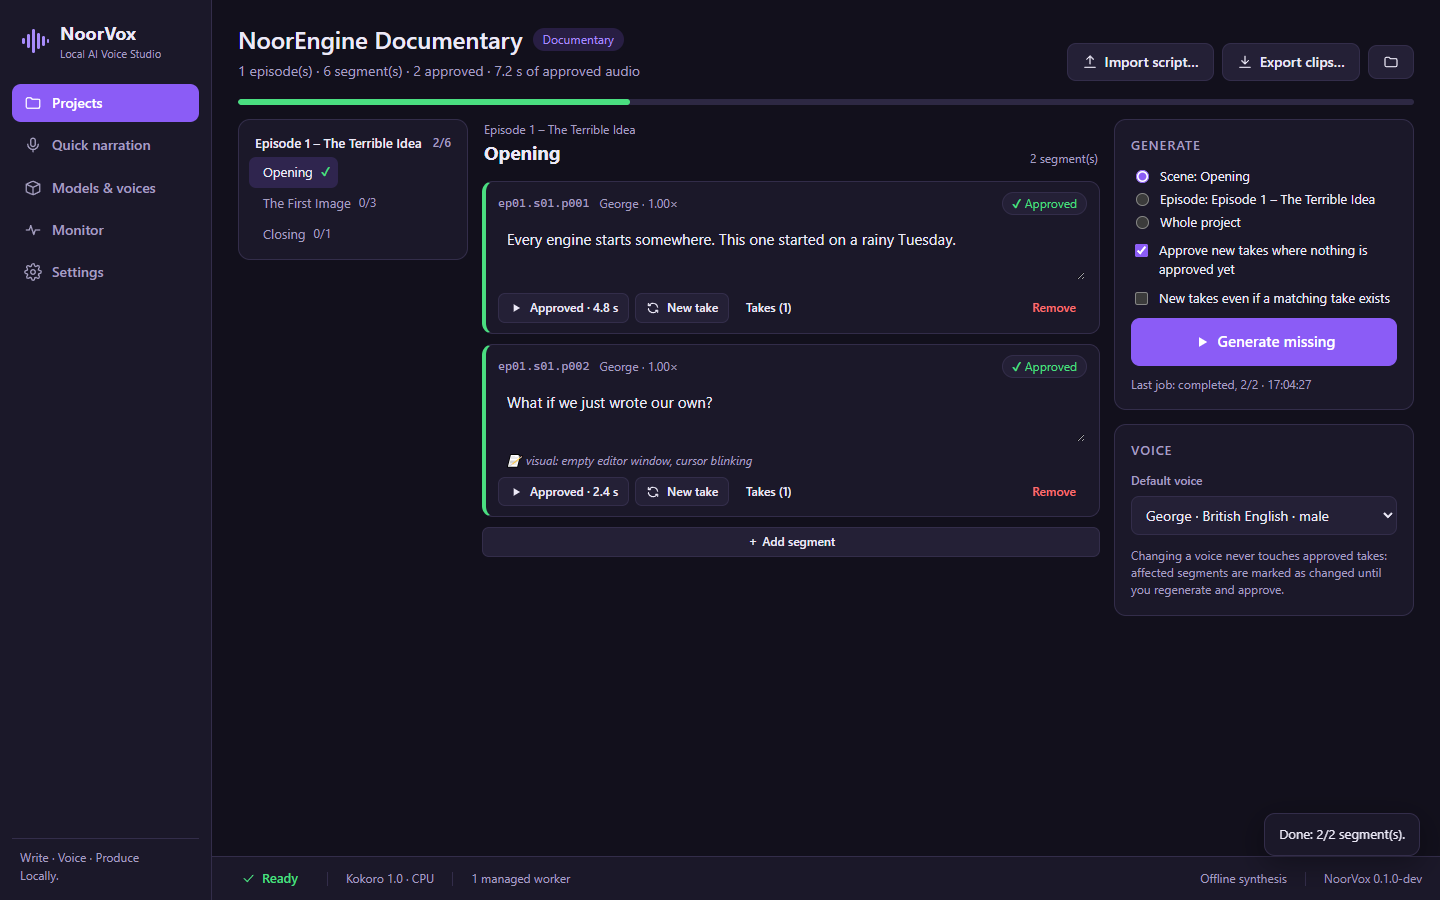 NoorVox
Local AI Voice Studio
Projects
Quick narration
Models & voices
Monitor
Settings
Write · Voice · Produce
Locally.
NoorEngine Documentary
Documentary
1 episode(s) · 6 segment(s) · 2 approved · 7.2 s of approved audio
Import script...
Export clips...
Episode 1 – The Terrible Idea 2/6
Opening ✓
The First Image 0/3
Closing 0/1
Episode 1 – The Terrible Idea
Opening
2 segment(s)
ep01.s01.p001 George · 1.00×
✓ Approved
Every engine starts somewhere. This one started on a rainy Tuesday.
Approved · 4.8 s
New take
Takes (1)
Remove
ep01.s01.p002 George · 1.00×
✓ Approved
What if we just wrote our own?
📝 visual: empty editor window, cursor blinking
Approved · 2.4 s
New take
Takes (1)
Remove
+ Add segment
GENERATE
Scene: Opening
Episode: Episode 1 – The Terrible Idea
Whole project
Approve new takes where nothing is
approved yet
New takes even if a matching take exists
Generate missing
Last job: completed, 2/2 · 17:04:27
VOICE
Default voice
George · British English · male
Changing a voice never touches approved takes:
affected segments are marked as changed until
you regenerate and approve.
Done: 2/2 segment(s).
Ready
Kokoro 1.0 · CPU
1 managed worker
Offline synthesis
NoorVox 0.1.0-dev